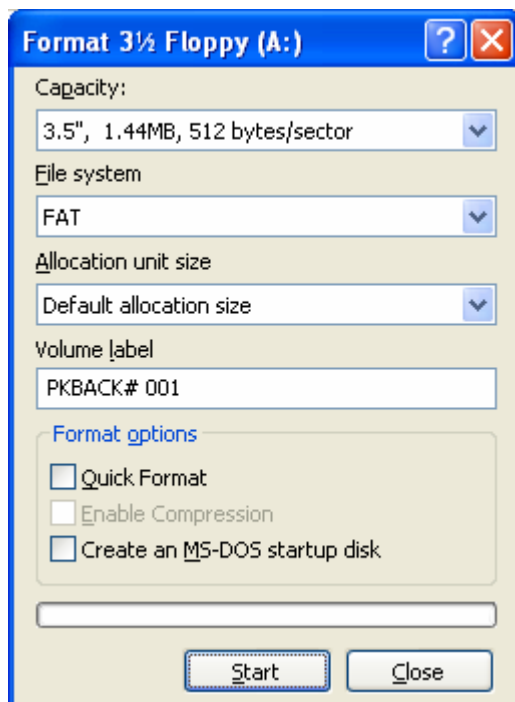 Format 3½ Floppy (A:)
Capacity:
3.5", 1.44MB, 512 bytes/sector
File system
FAT
Allocation unit size
Default allocation size
Volume label
PKBACK# 001
Format options
Quick Format
Enable Compression
Create an MS-DOS startup disk
Start Close